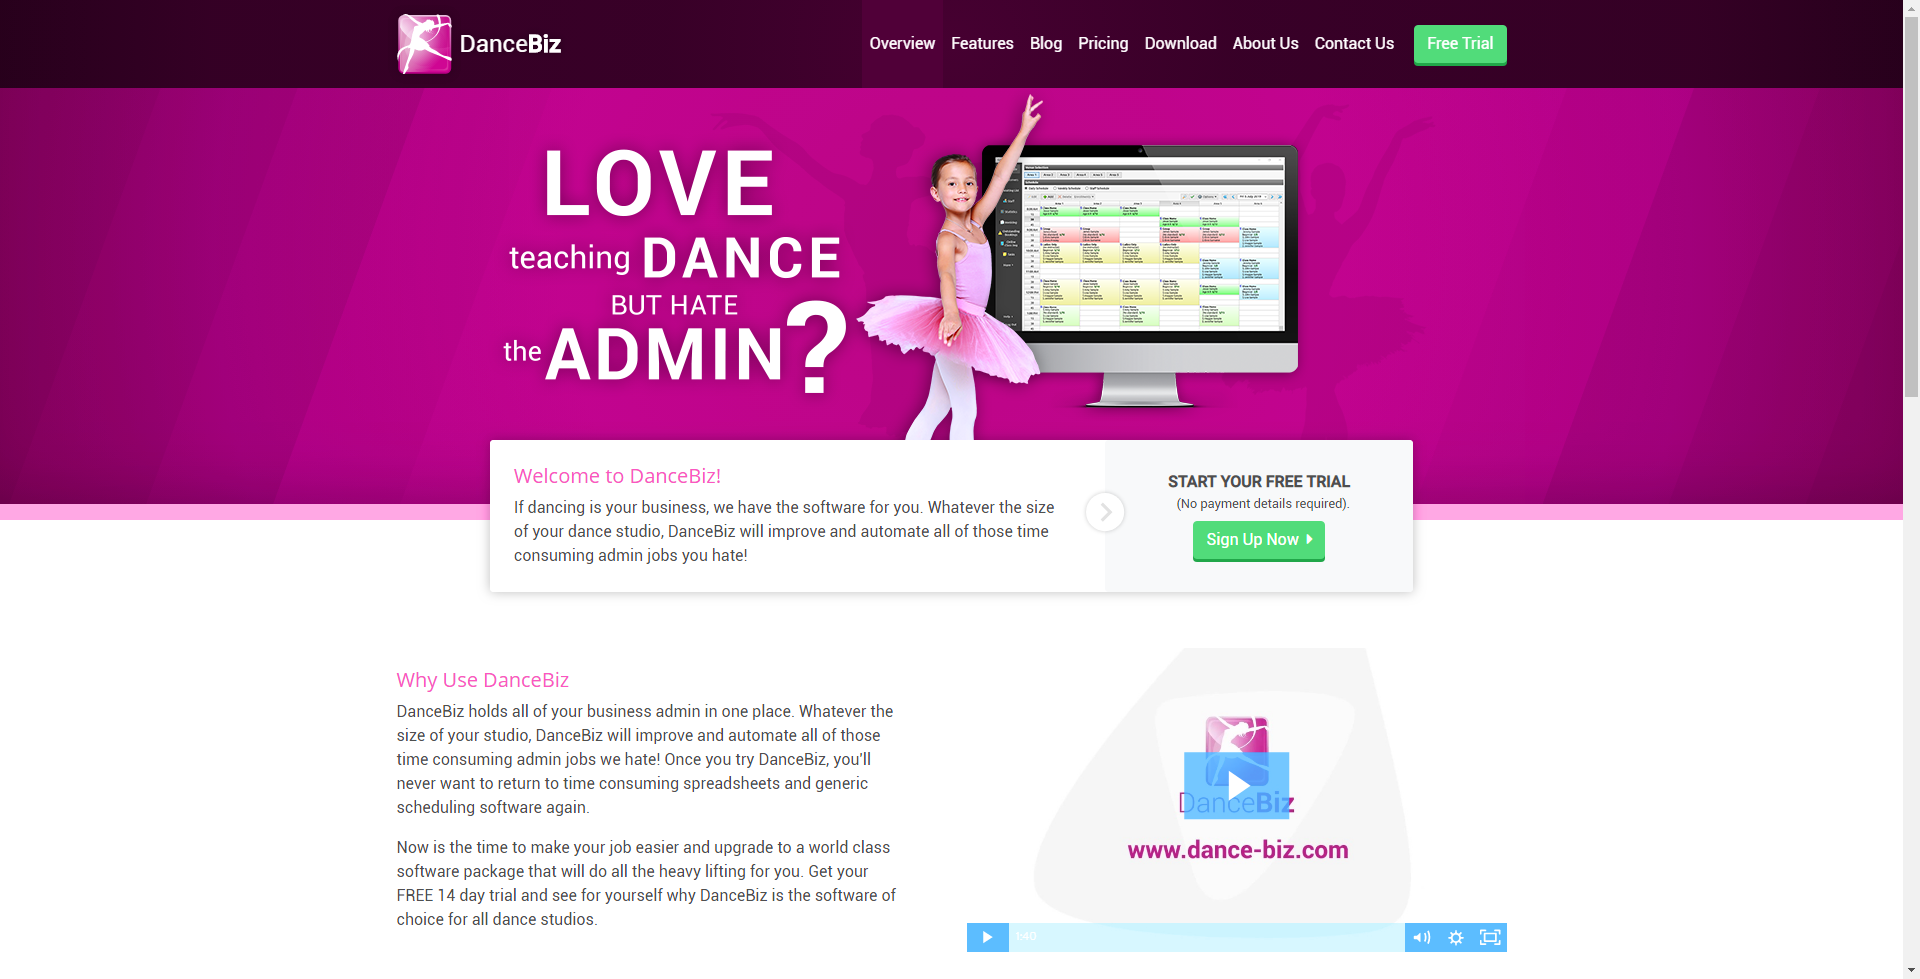 DanceBiz
Overview
Features
Blog
Pricing
Download
About Us
Contact Us
Free Trial
LOVE
teaching DANCE
BUT HATE
the ADMIN?
Welcome to DanceBiz!
If dancing is your business, we have the software for you. Whatever the size
of your dance studio, DanceBiz will improve and automate all of those time
consuming admin jobs you hate!
START YOUR FREE TRIAL
(No payment details required).
Sign Up Now
Why Use DanceBiz
DanceBiz holds all of your business admin in one place. Whatever the
size of your studio, DanceBiz will improve and automate all of those
time consuming admin jobs we hate! Once you try DanceBiz, you'll
never want to return to time consuming spreadsheets and generic
scheduling software again.
Now is the time to make your job easier and upgrade to a world class
software package that will do all the heavy lifting for you. Get your
FREE 14 day trial and see for yourself why DanceBiz is the software of
choice for all dance studios.
DanceBiz
www.dance-biz.com
1:40